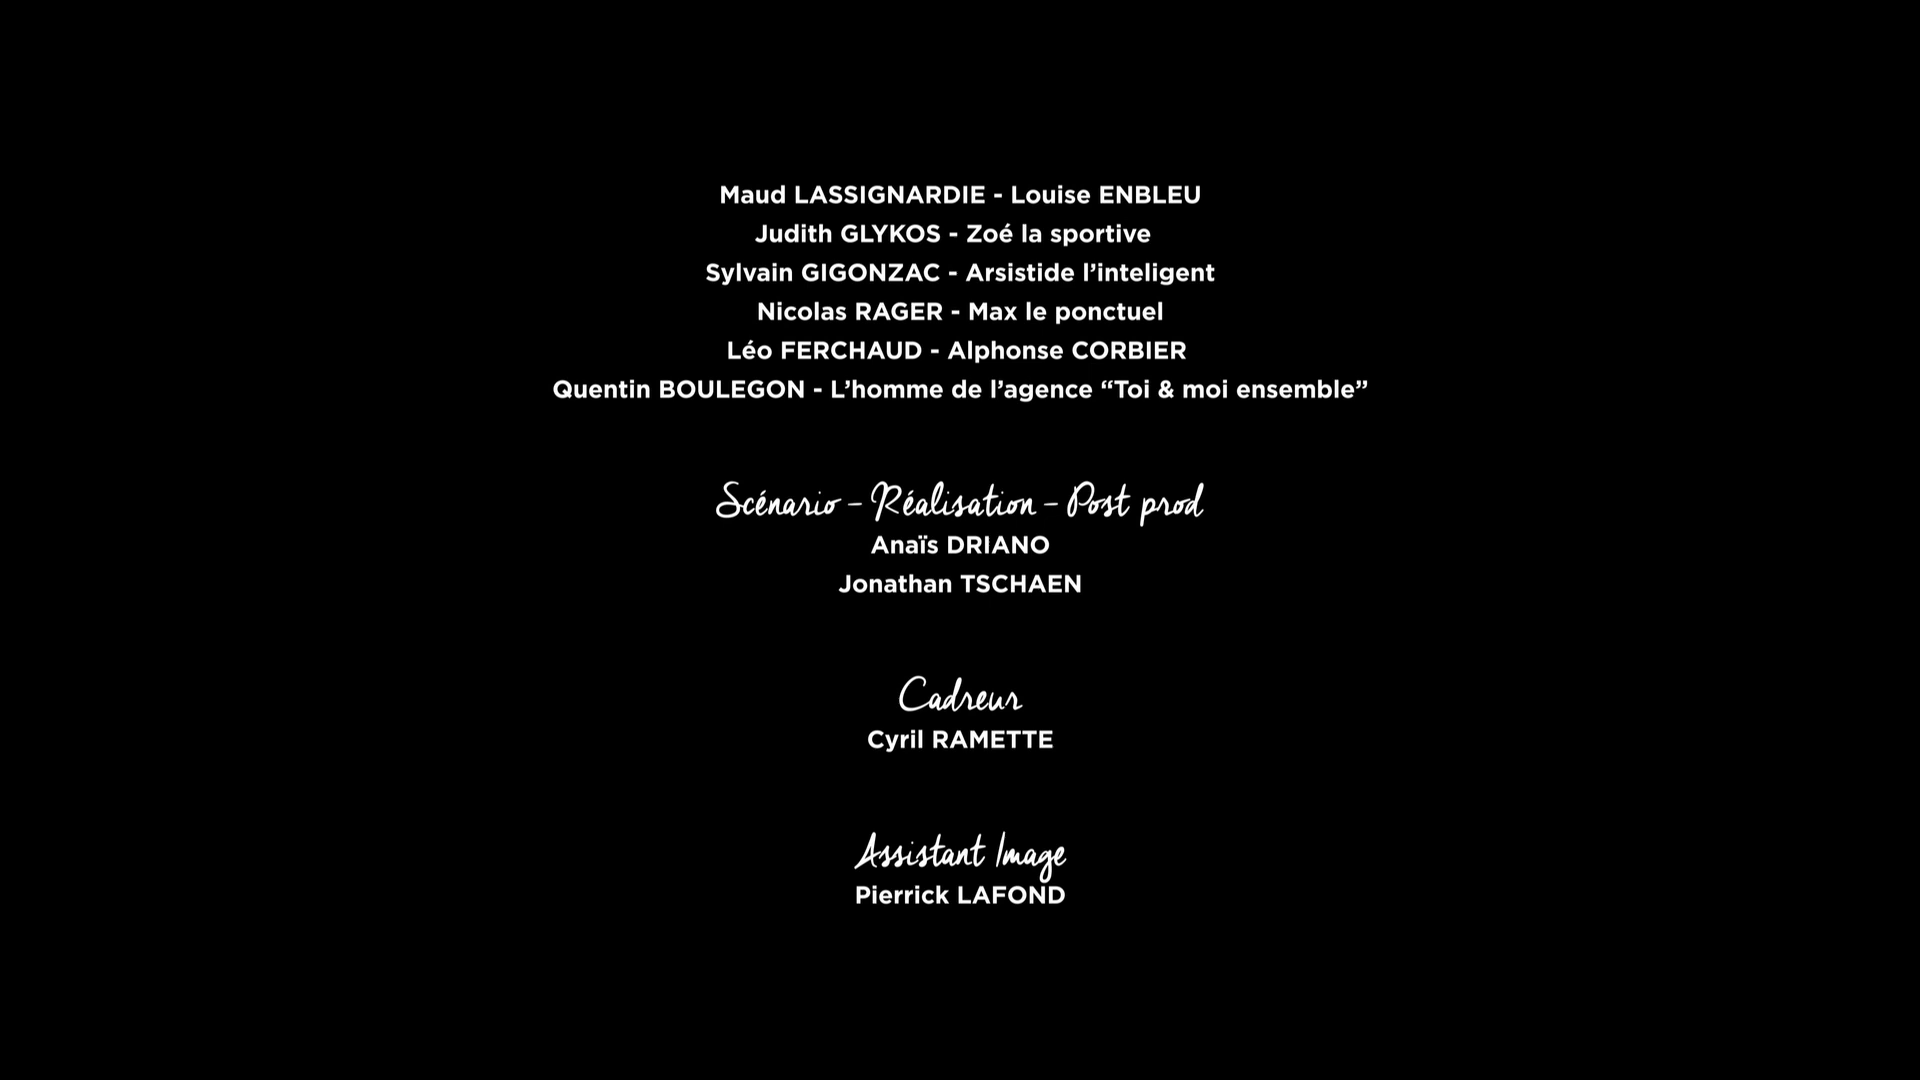 Maud LASSIGNARDIE - Louise ENBLEU
Judith GLYKOS - Zoé la sportive
Sylvain GIGONZAC - Arsistide l’inteligent
Nicolas RAGER - Max le ponctuel
Léo FERCHAUD - Alphonse CORBIER
Quentin BOULEGON - L’homme de l’agence “Toi & moi ensemble”
Scénario - Réalisation - Post prod
Anaïs DRIANO
Jonathan TSCHAEN
Cadreur
Cyril RAMETTE
Assistant Image
Pierrick LAFOND